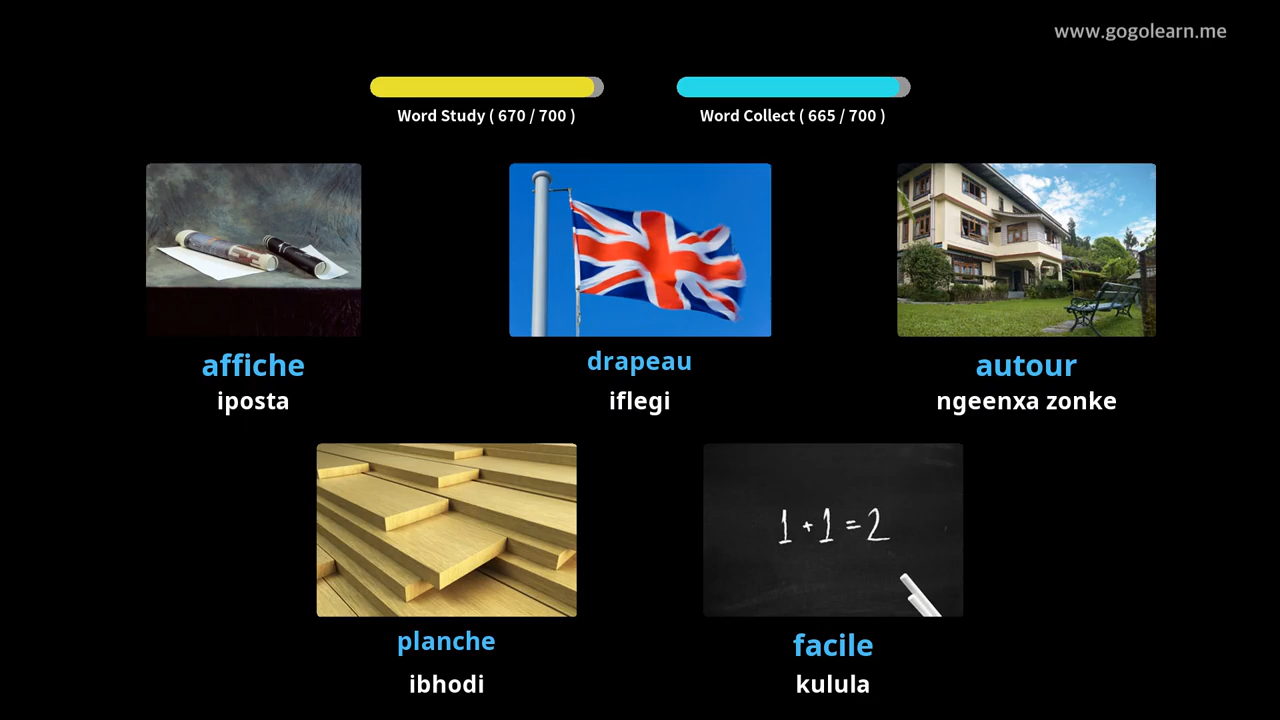 www.gogolearn.me
Word Study ( 670 / 700 )
Word Collect ( 665 / 700 )
affiche
iposta
drapeau
iflegi
autour
ngeenxa zonke
planche
ibhodi
1 + 1 = 2
facile
kulula